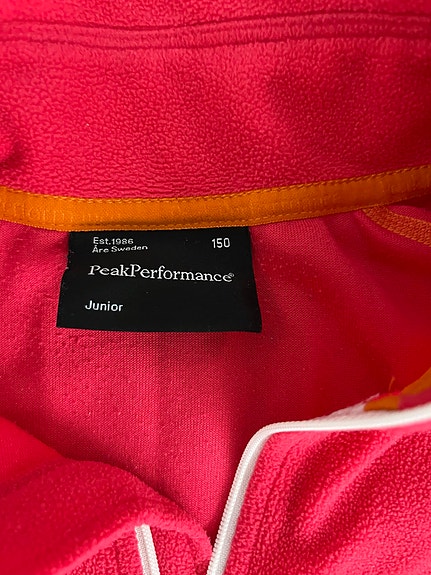 Est.1986 150
Åre Sweden
PeakPerformance®
Junior